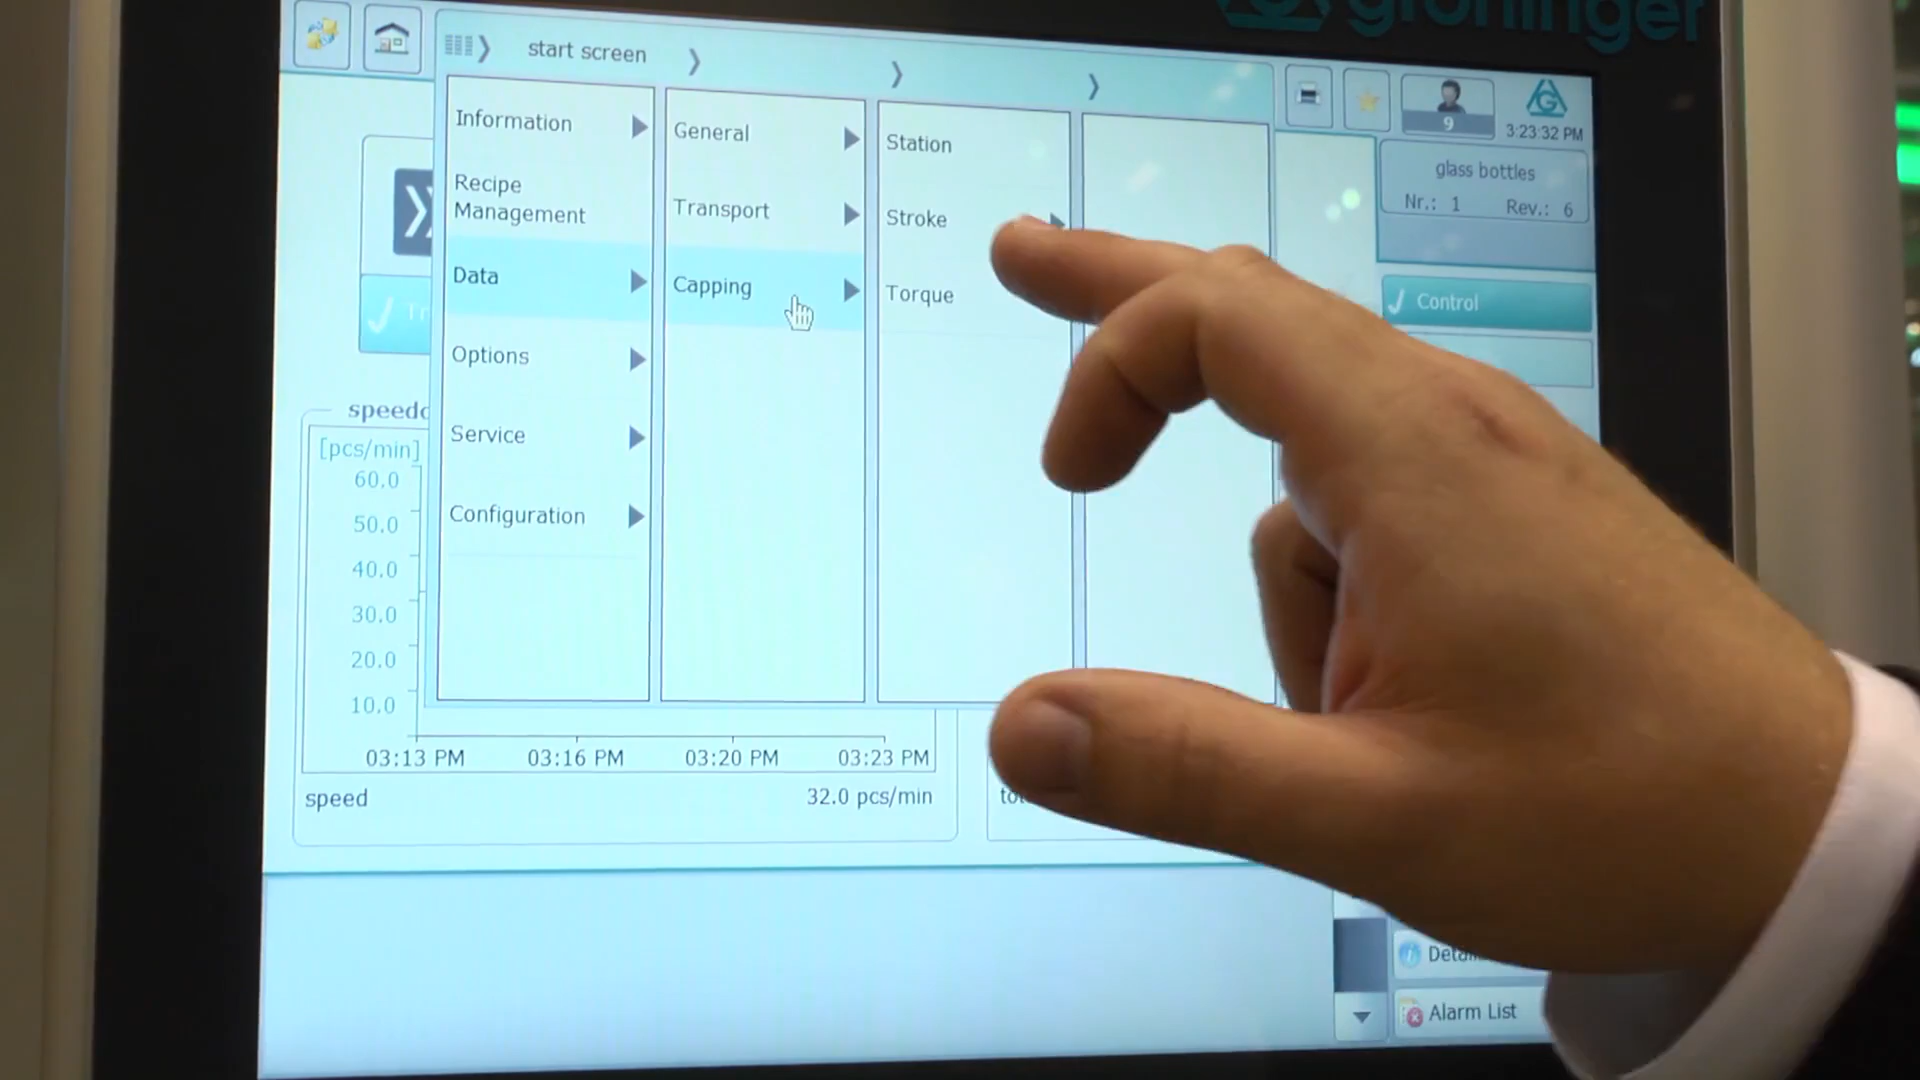 groninger
start screen
9
3:23:32 PM
Information
Recipe
Management
Data
Options
Service
Configuration
General
Transport
Capping
Station
Stroke
Torque
glass bottles
Nr.: 1 Rev.: 6
Control
[pcs/min]
60.0
50.0
40.0
30.0
20.0
10.0
03:13 PM 03:16 PM 03:20 PM 03:23 PM
speed 32.0 pcs/min
Alarm List